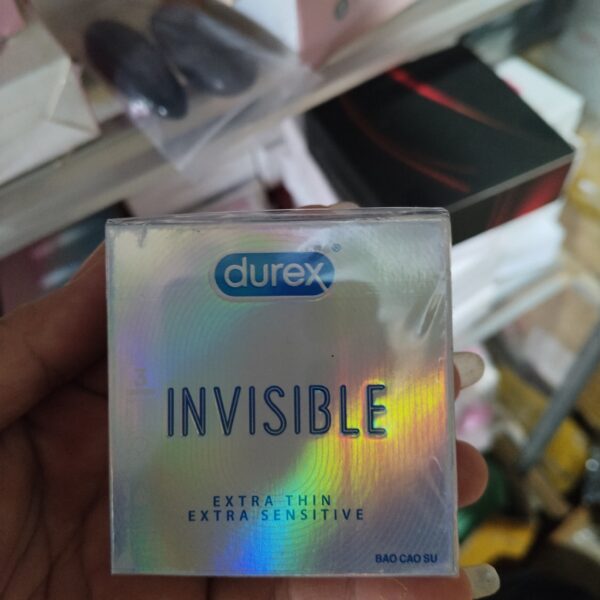 durex®
INVISIBLE
EXTRA THIN
EXTRA SENSITIVE
BAO CAO SU